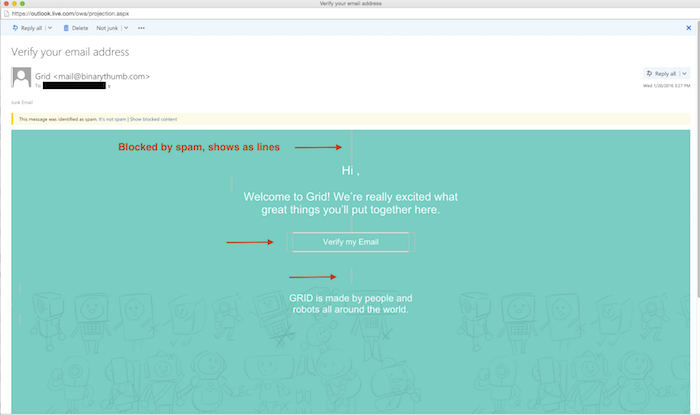 Verify your email address
https://outlook.live.com/owa/projection.aspx
Reply all | Delete Not junk ...
Verify your email address
Grid <mail@binarythumb.com>
Reply all |
To
Wed 1/20/2016 3:27 PM
Junk Email
This message was identified as spam. It's not spam | Show blocked content
Blocked by spam, shows as lines
Hi ,
Welcome to Grid! We're really excited what
great things you'll put together here.
Verify my Email
GRID is made by people and
robots all around the world.